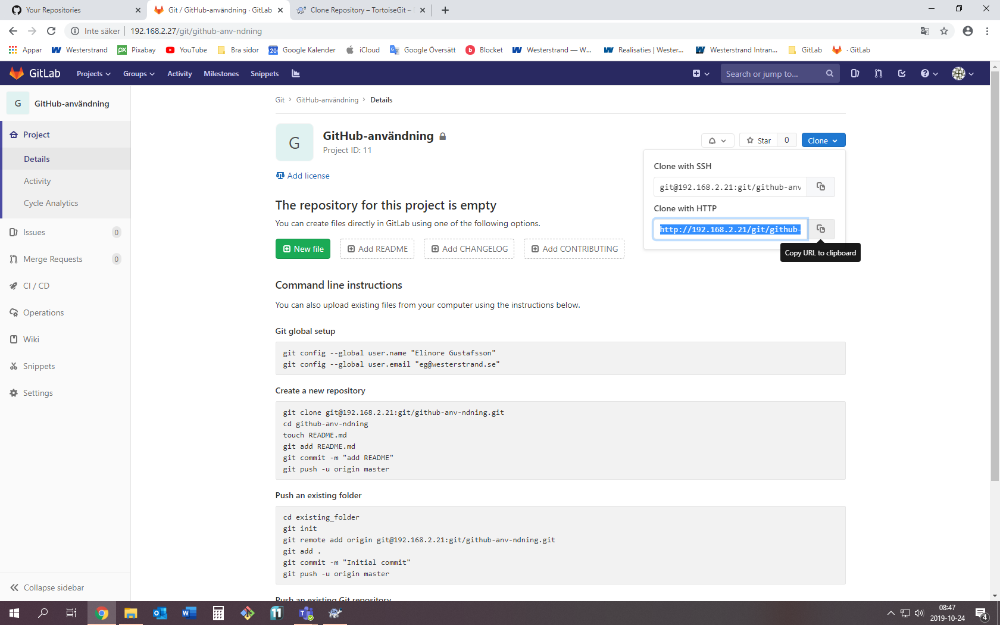 Your Repositories
Git / GitHub-användning · GitLab
Clone Repository – TortoiseGit –
Inte säker
192.168.2.27/git/github-anv-ndning
Appar
Westerstrand
px
Pixabay
YouTube
Bra sidor
20
Google Kalender
iCloud
Google Översätt
Blocket
Westerstrand — W...
Realisaties | Wester...
Westerstrand Intran...
GitLab
· GitLab
GitLab
Projects
Groups
Activity
Milestones
Snippets
Search or jump to...
G
GitHub-användning
Project
Details
Activity
Cycle Analytics
Issues
0
Merge Requests
0
CI / CD
Operations
Wiki
Snippets
Settings
Collapse sidebar
Git > GitHub-användning > Details
G
GitHub-användning
Project ID: 11
Star
0
Clone
Add license
Clone with SSH
git@192.168.2.21:git/github-anv
Clone with HTTP
http://192.168.2.21/git/github-
Copy URL to clipboard
The repository for this project is empty
You can create files directly in GitLab using one of the following options.
New file
Add README
Add CHANGELOG
Add CONTRIBUTING
Command line instructions
You can also upload existing files from your computer using the instructions below.
Git global setup
git config --global user.name "Elinore Gustafsson"
git config --global user.email "eg@westerstrand.se"
Create a new repository
git clone git@192.168.2.21:git/github-anv-ndning.git
cd github-anv-ndning
touch README.md
git add README.md
git commit -m "add README"
git push -u origin master
Push an existing folder
cd existing_folder
git init
git remote add origin git@192.168.2.21:git/github-anv-ndning.git
git add .
git commit -m "Initial commit"
git push -u origin master
Push an existing Git repository
11
08:47
2019-10-24
4